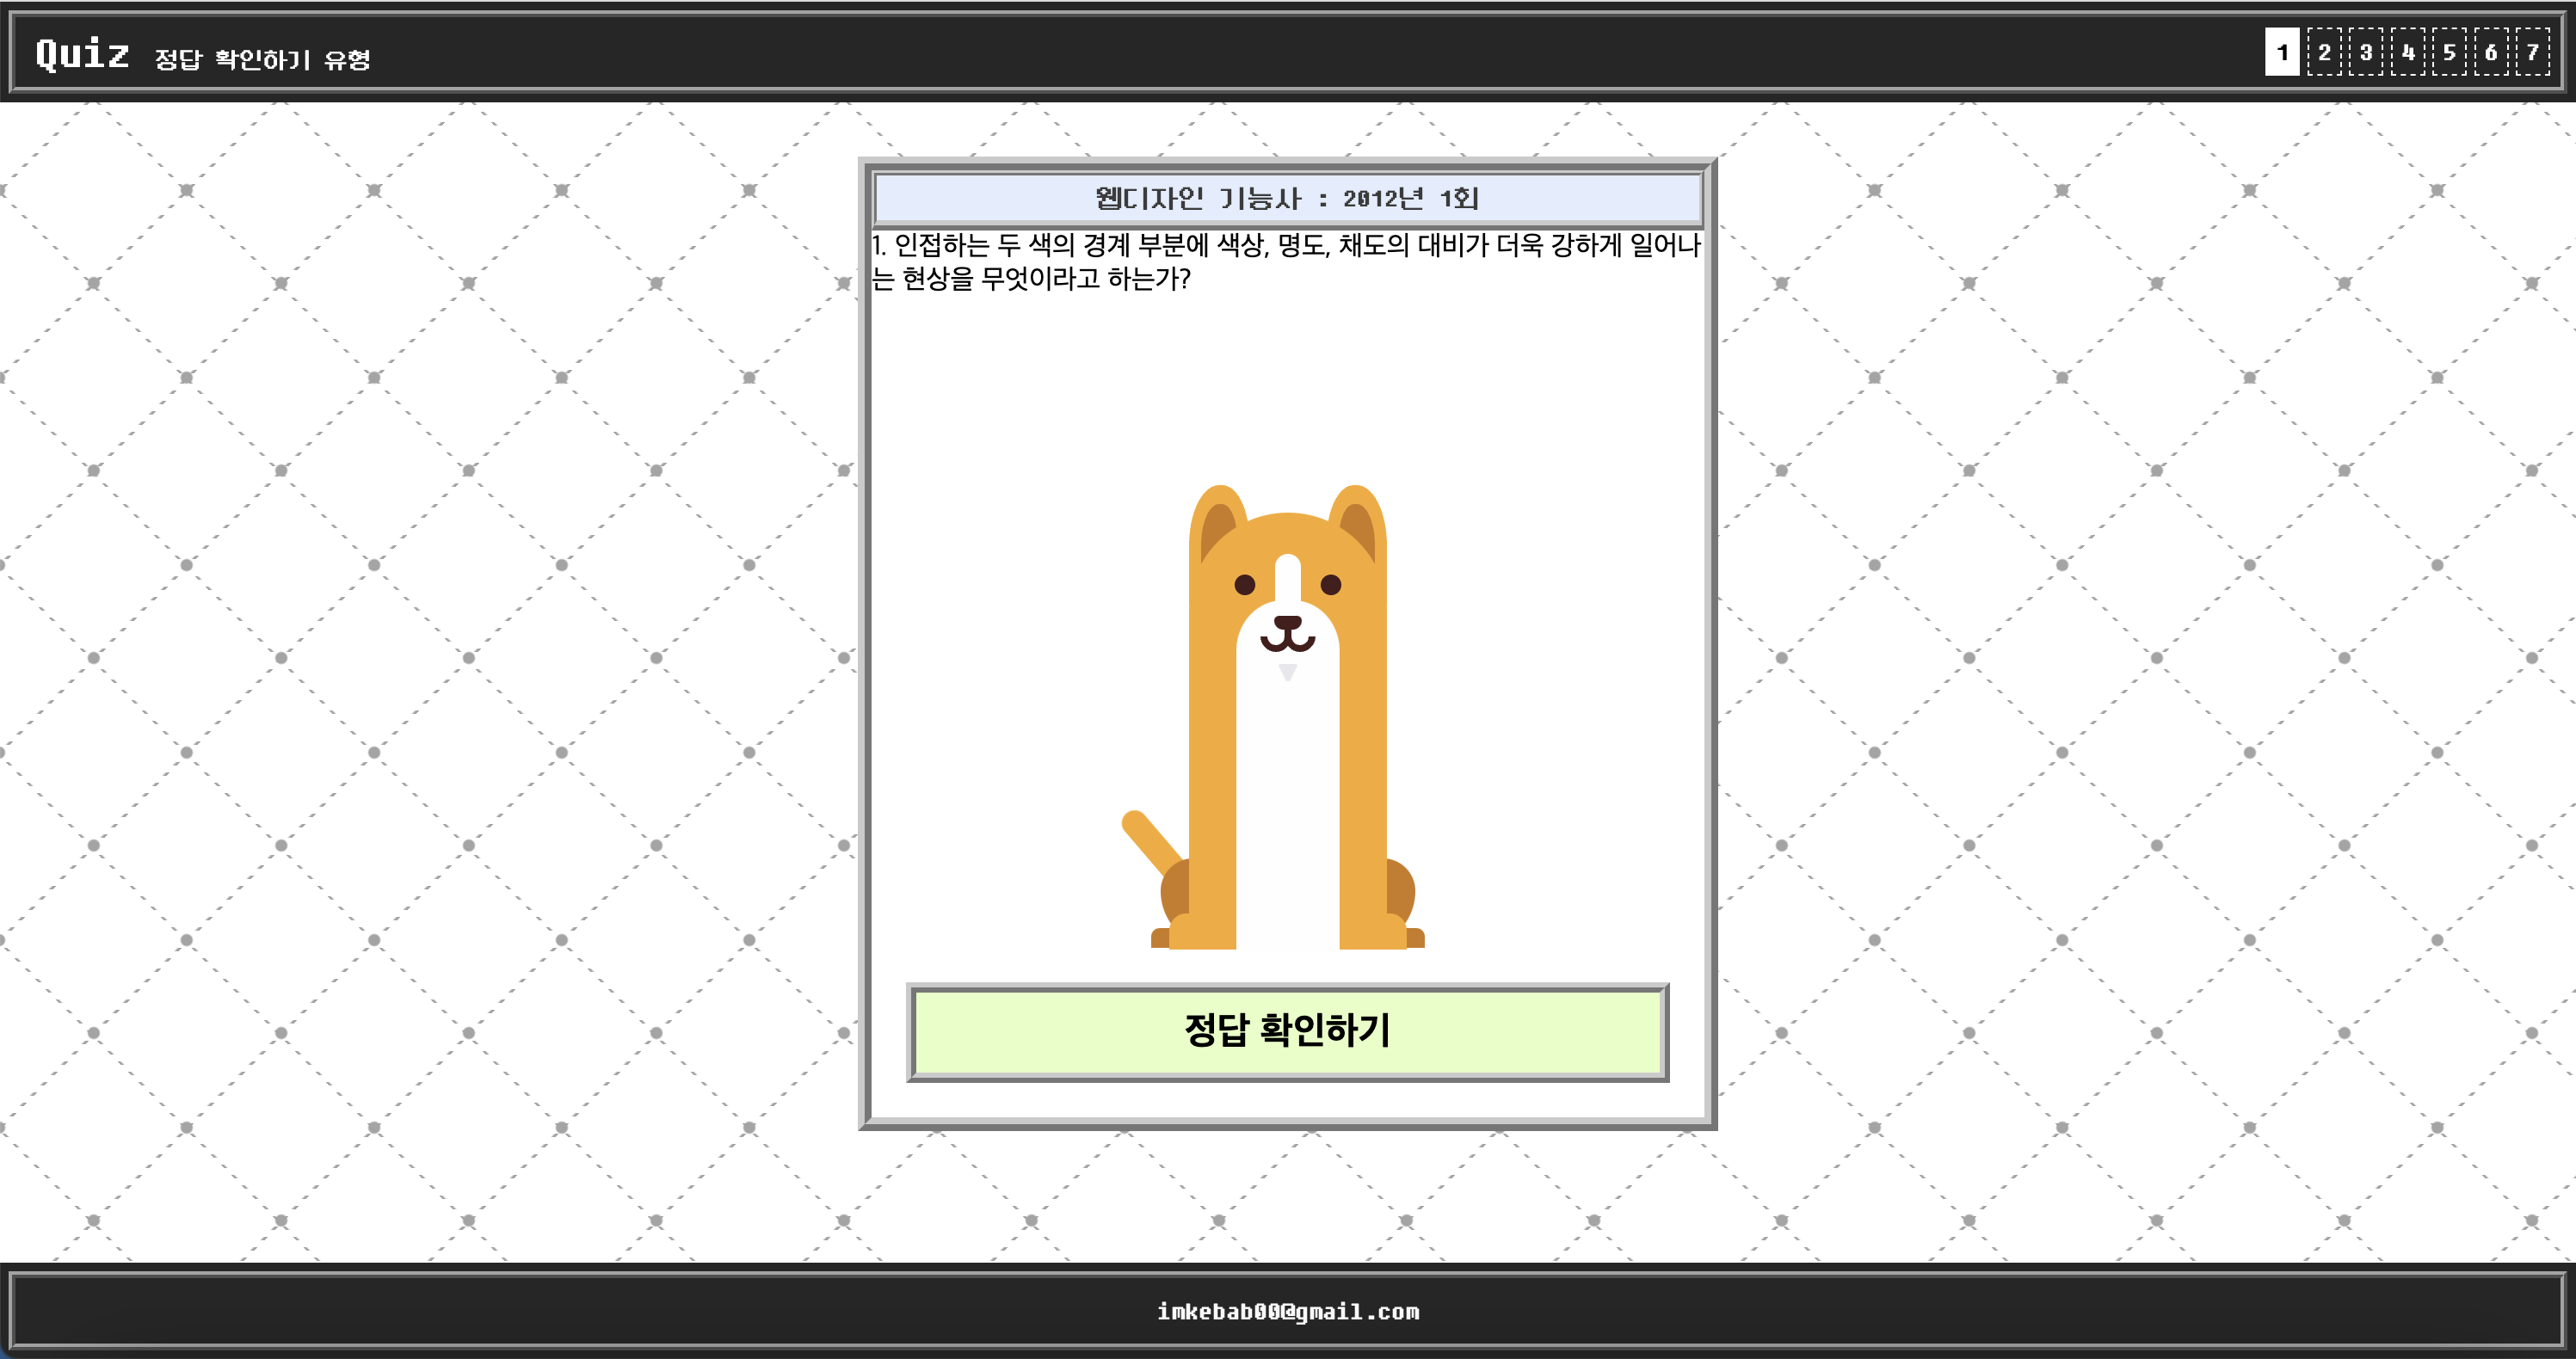 Quiz 정답 확인하기 유형
1 2 3 4 5 6 7
웹디자인 기능사 : 2012년 1회
1. 인접하는 두 색의 경계 부분에 색상, 명도, 채도의 대비가 더욱 강하게 일어나
는 현상을 무엇이라고 하는가?
정답 확인하기
imkebab00@gmail.com